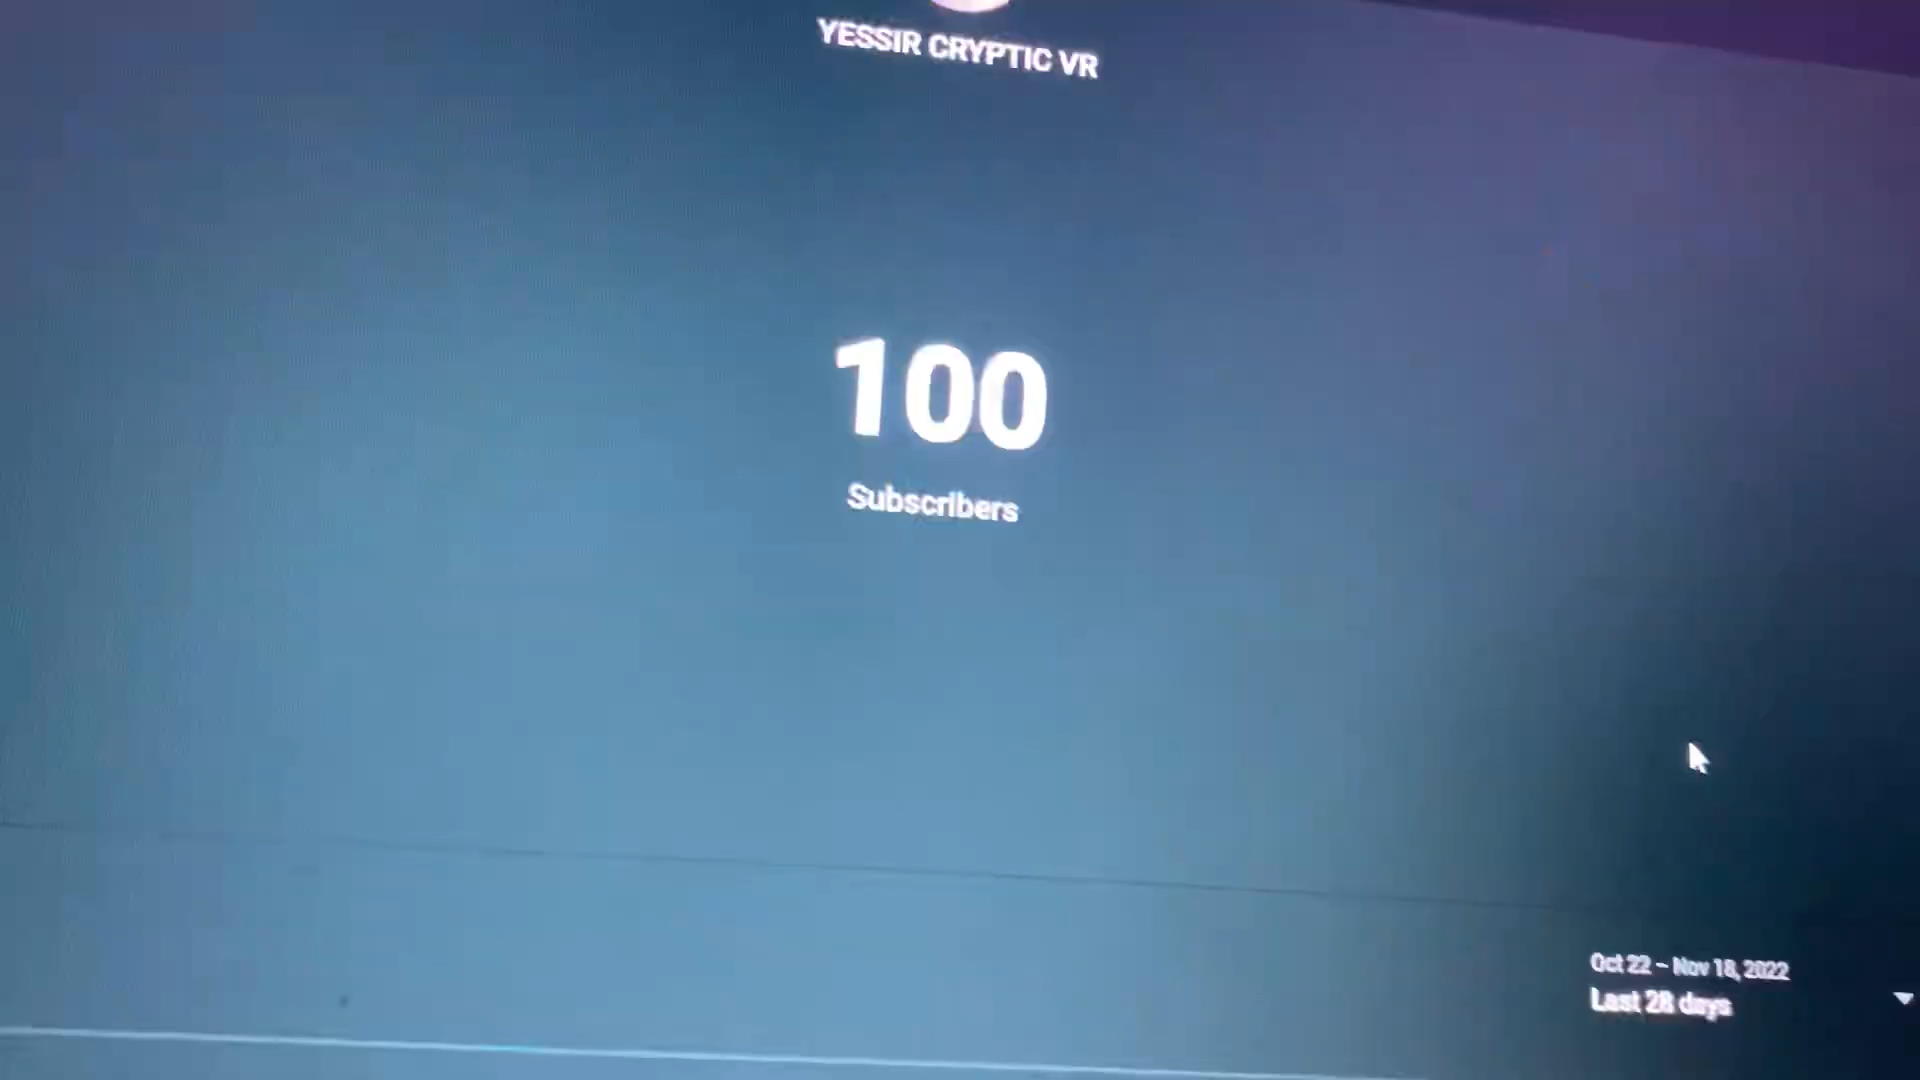 YESSIR CRYPTIC VR
100
Subscribers
Oct 22 – Nov 18, 2022
Last 28 days